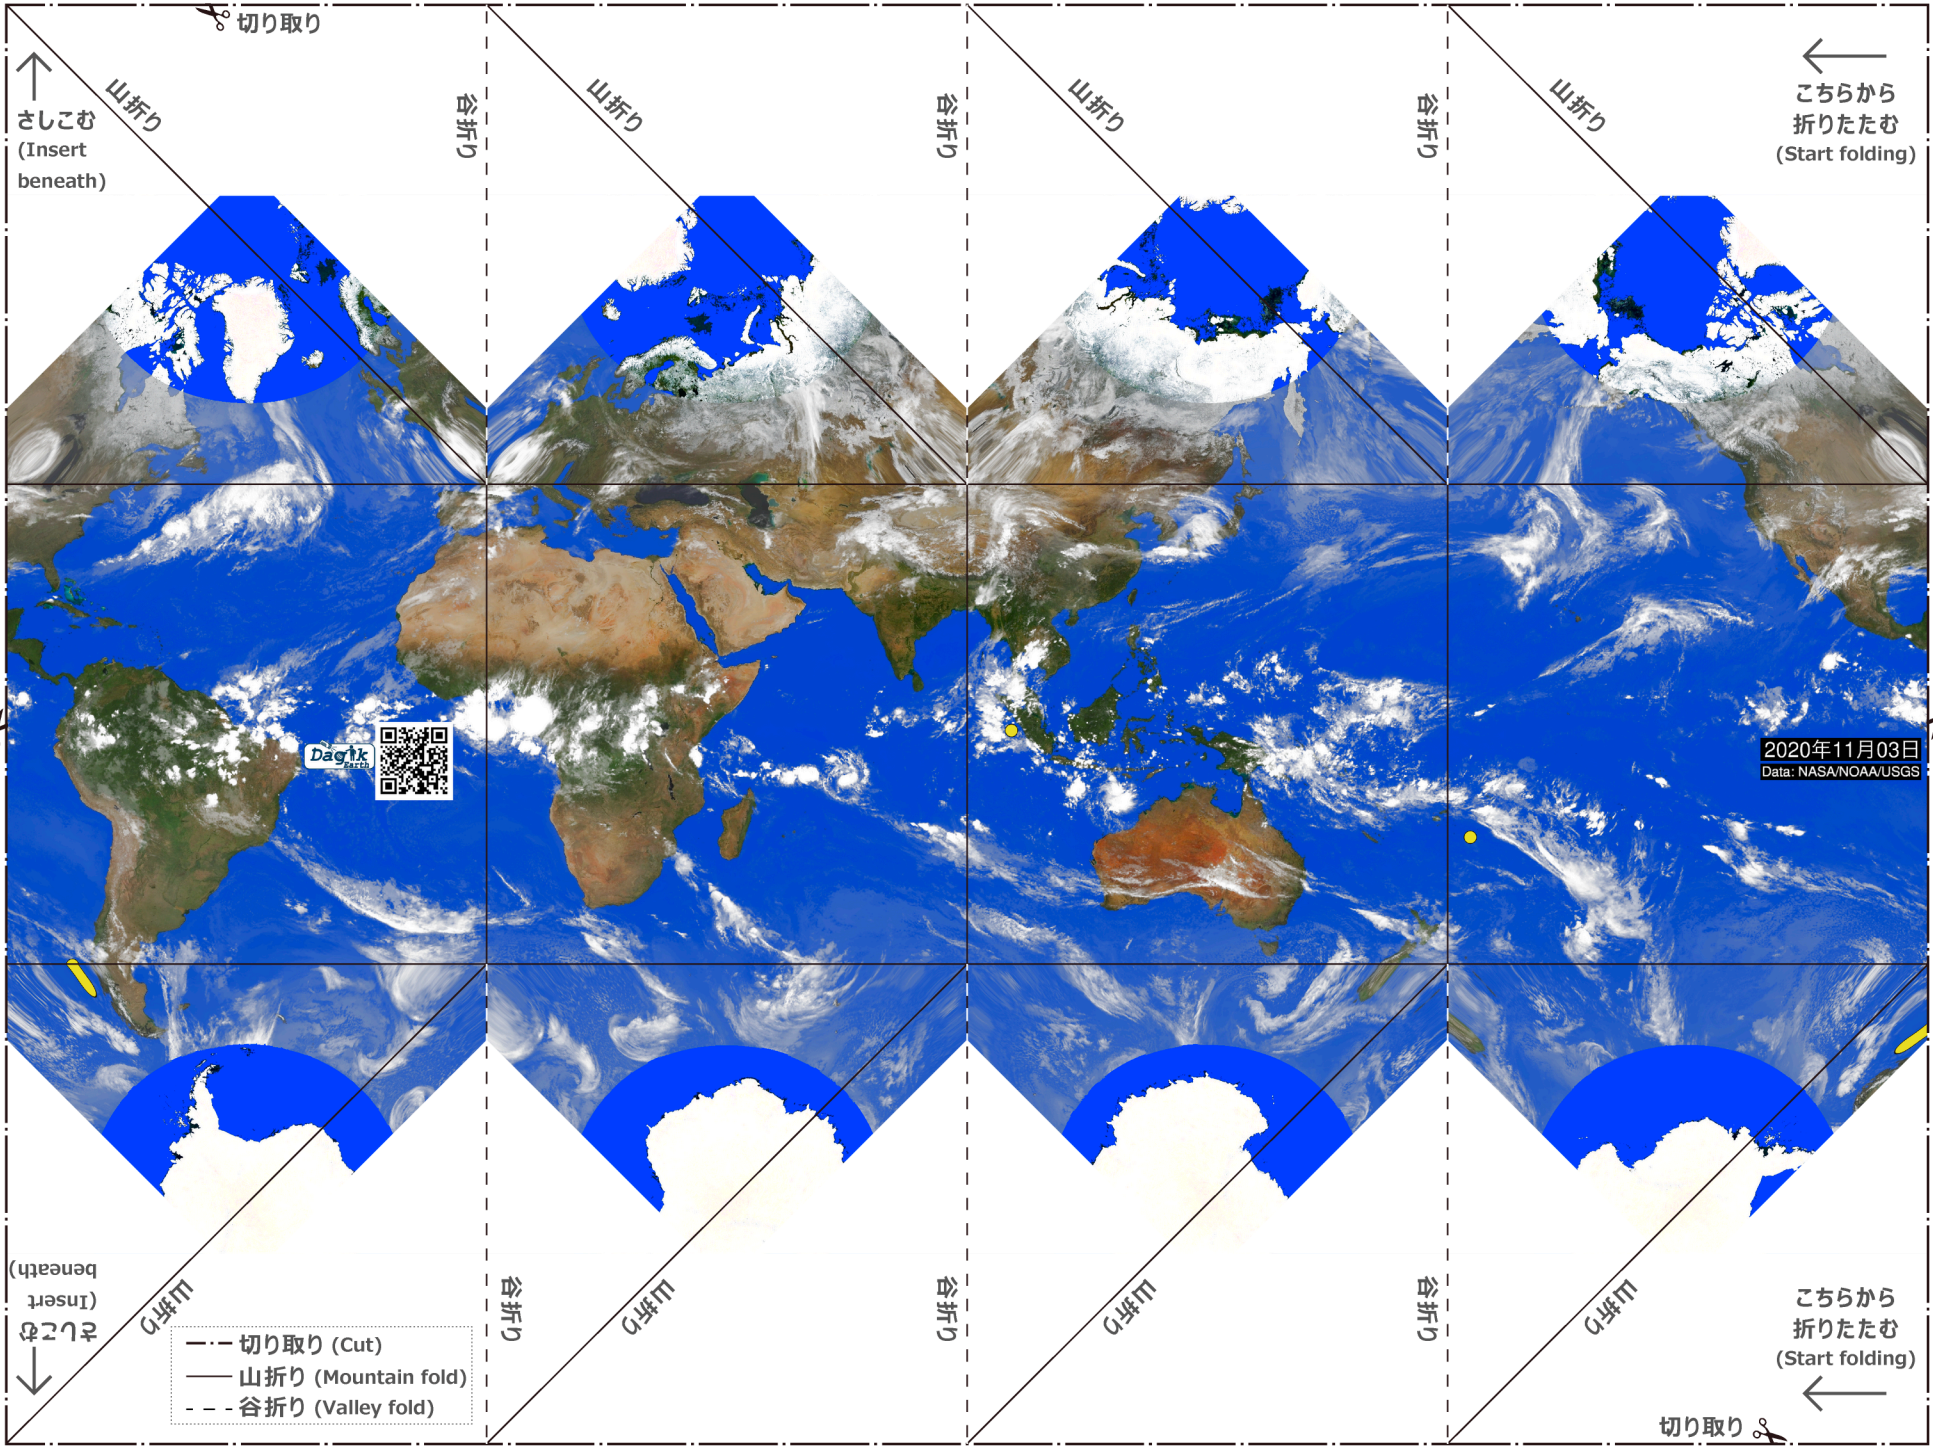 切り取り
山折り
谷折り
山折り
谷折り
山折り
谷折り
山折り
さしこむ
(Insert
beneath)
こちらから
折りたたむ
(Start folding)
Dagik
Earth
2020年11月03日
Data: NASA/NOAA/USGS
さしこむ
(Insert
beneath)
山折り
谷折り
山折り
谷折り
山折り
谷折り
山折り
こちらから
折りたたむ
(Start folding)
切り取り (Cut)
山折り (Mountain fold)
谷折り (Valley fold)
切り取り